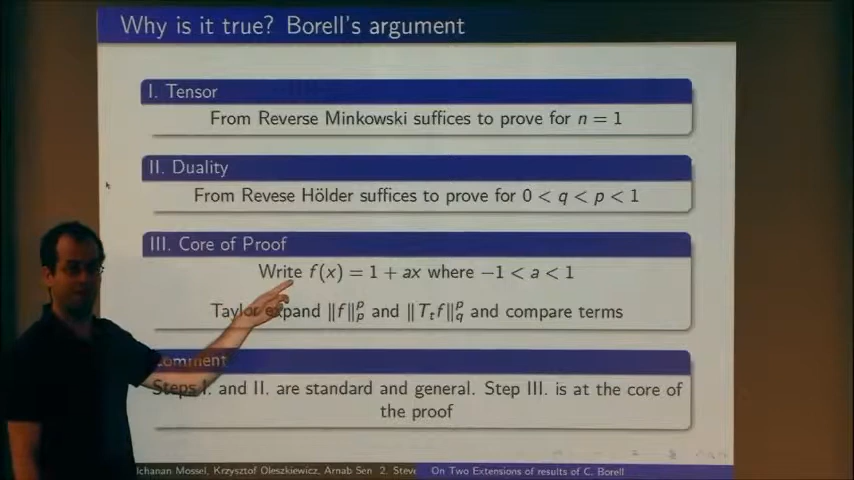 Why is it true? Borell's argument
I. Tensor
From Reverse Minkowski suffices to prove for n = 1
II. Duality
From Revese Hölder suffices to prove for 0 < q < p < 1
III. Core of Proof
Write f(x) = 1 + ax where −1 < a < 1
Taylor expand ‖f‖_p^p and ‖T_t f‖_q^p and compare terms
Comment
Steps I. and II. are standard and general. Step III. is at the core of
the proof
lchanan Mossel, Krzysztof Oleszkiewicz, Arnab Sen 2. Steve On Two Extensions of results of C. Borell